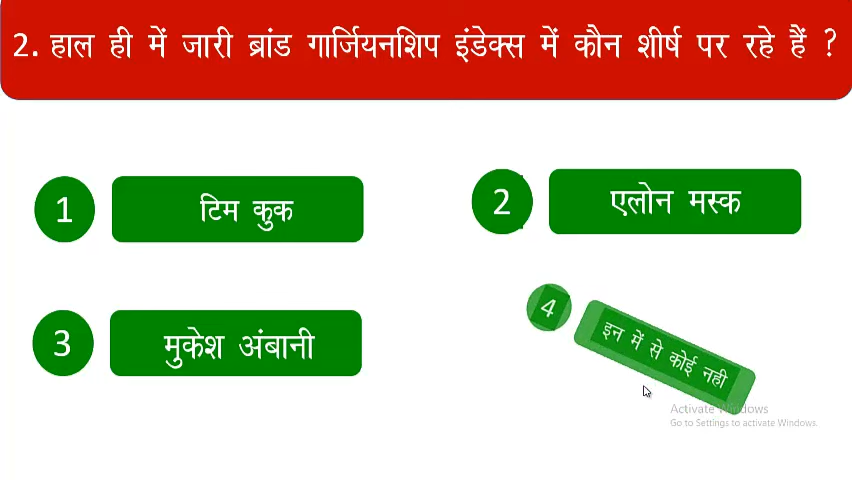 2. हाल ही में जारी ब्रांड गार्जियनशिप इंडेक्स में कौन शीर्ष पर रहे हैं ?
1 टिम कुक
2 एलोन मस्क
3 मुकेश अंबानी
4 इन में से कोई नही
Activate Windows
Go to Settings to activate Windows.